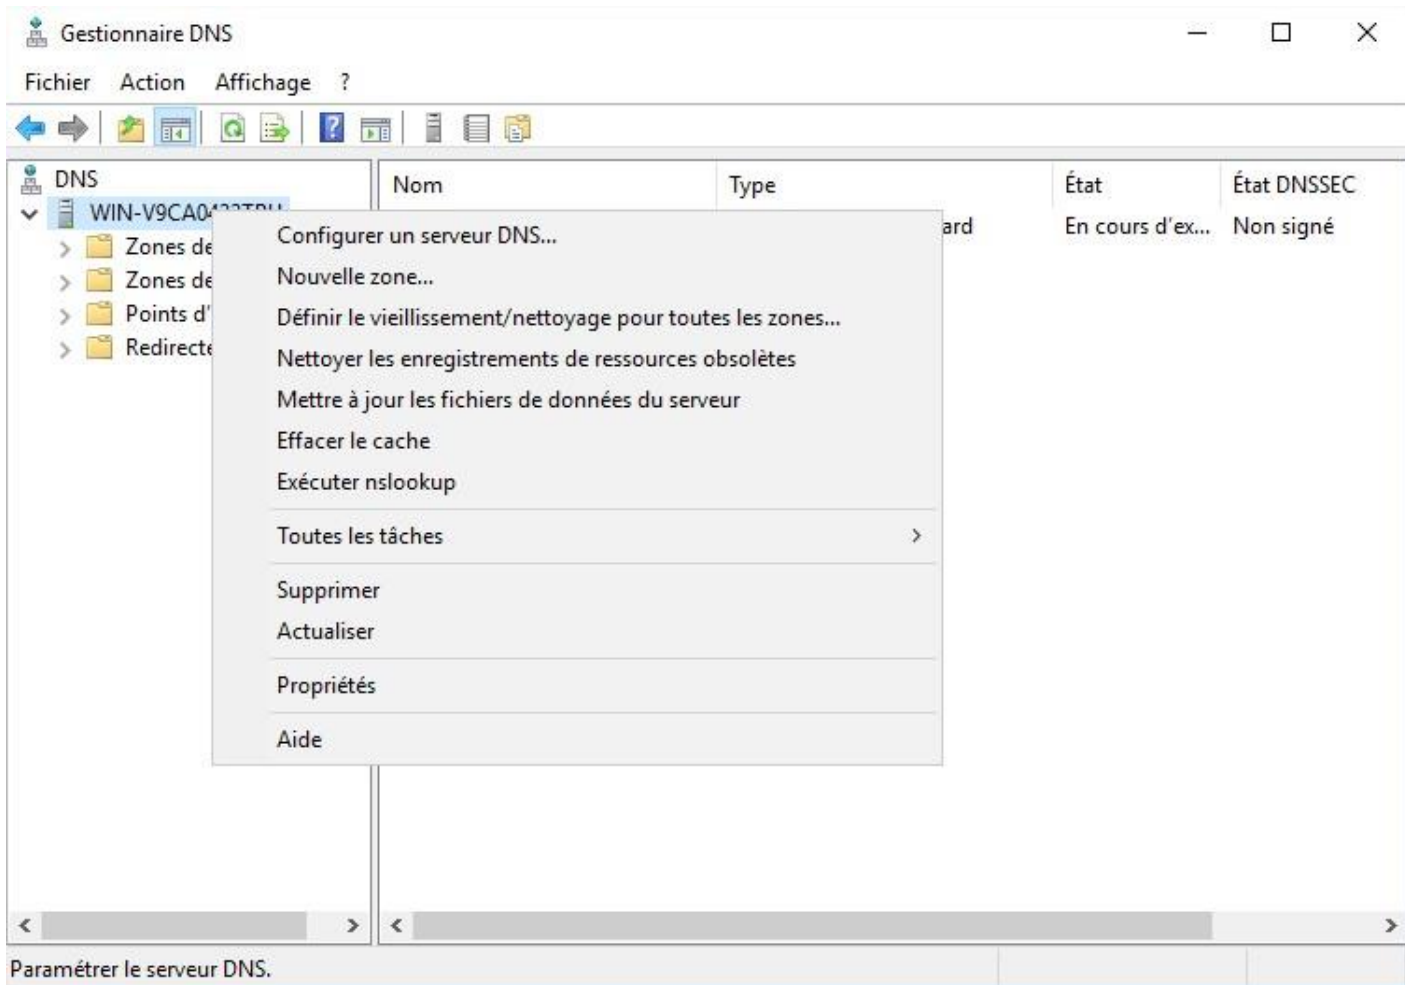 Gestionnaire DNS
Fichier Action Affichage ?
DNS
Nom Type État État DNSSEC
Zones de
Zones de
Points d'
Redirecte
ard En cours d'ex... Non signé
Configurer un serveur DNS...
Nouvelle zone...
Définir le vieillissement/nettoyage pour toutes les zones...
Nettoyer les enregistrements de ressources obsolètes
Mettre à jour les fichiers de données du serveur
Effacer le cache
Exécuter nslookup
Toutes les tâches
Supprimer
Actualiser
Propriétés
Aide
Paramétrer le serveur DNS.